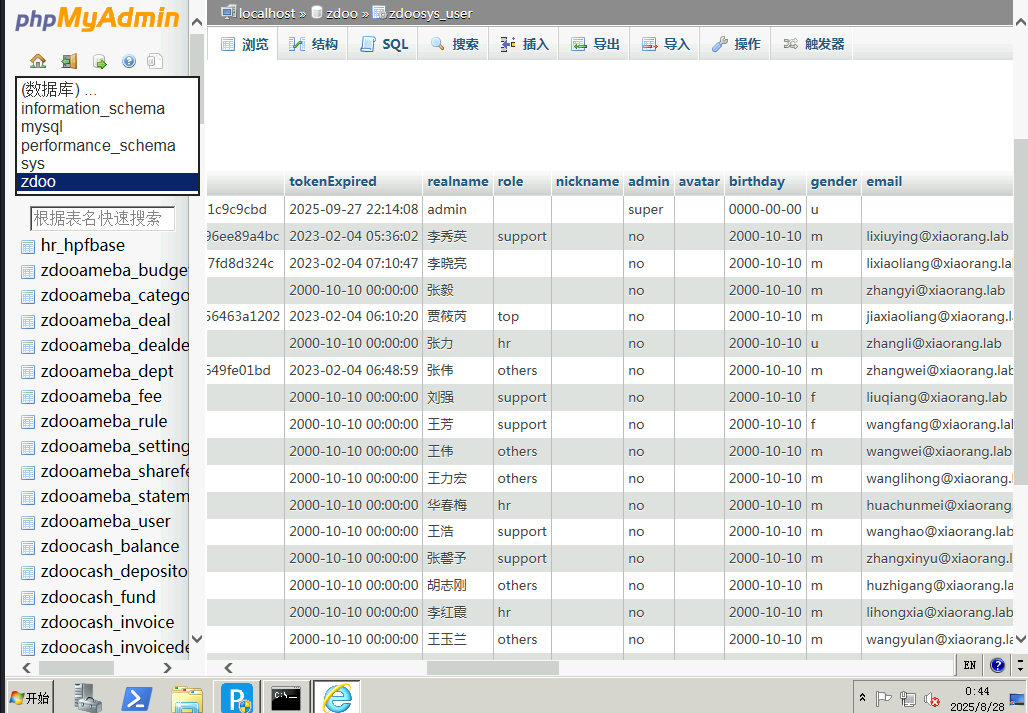 phpMyAdmin
localhost » zdoo » zdoosys_user
浏览 结构 SQL 搜索 插入 导出 导入 操作 触发器
(数据库) ...
information_schema
mysql
performance_schema
sys
zdoo
根据表名快速搜索
hr_hpfbase
zdooameba_budge
zdooameba_catego
zdooameba_deal
zdooameba_dealde
zdooameba_dept
zdooameba_fee
zdooameba_rule
zdooameba_setting
zdooameba_sharefe
zdooameba_statem
zdooameba_user
zdoocash_balance
zdoocash_deposito
zdoocash_fund
zdoocash_invoice
zdoocash_invoicede
tokenExpired realname role nickname admin avatar birthday gender email
1c9c9cbd 2025-09-27 22:14:08 admin super 0000-00-00 u
96ee89a4bc 2023-02-04 05:36:02 李秀英 support no 2000-10-10 m lixiuying@xiaorang.lab
7fd8d324c 2023-02-04 07:10:47 李晓亮 no 2000-10-10 m lixiaoliang@xiaorang.la
2000-10-10 00:00:00 张毅 no 2000-10-10 m zhangyi@xiaorang.lab
56463a1202 2023-02-04 06:10:20 贾筱芮 top no 2000-10-10 m jiaxiaoliang@xiaorang.l
2000-10-10 00:00:00 张力 hr no 2000-10-10 u zhangli@xiaorang.lab
549fe01bd 2023-02-04 06:48:59 张伟 others no 2000-10-10 m zhangwei@xiaorang.lab
2000-10-10 00:00:00 刘强 support no 2000-10-10 f liuqiang@xiaorang.lab
2000-10-10 00:00:00 王芳 support no 2000-10-10 f wangfang@xiaorang.lal
2000-10-10 00:00:00 王伟 others no 2000-10-10 m wangwei@xiaorang.lab
2000-10-10 00:00:00 王力宏 others no 2000-10-10 m wanglihong@xiaorang.
2000-10-10 00:00:00 华春梅 hr no 2000-10-10 m huachunmei@xiaorang
2000-10-10 00:00:00 王浩 support no 2000-10-10 m wanghao@xiaorang.lab
2000-10-10 00:00:00 张馨予 support no 2000-10-10 m zhangxinyu@xiaorang.l
2000-10-10 00:00:00 胡志刚 others no 2000-10-10 m huzhigang@xiaorang.la
2000-10-10 00:00:00 李红霞 hr no 2000-10-10 m lihongxia@xiaorang.la
2000-10-10 00:00:00 王玉兰 others no 2000-10-10 m wangyulan@xiaorang.la
EN
开始
0:44
2025/8/28